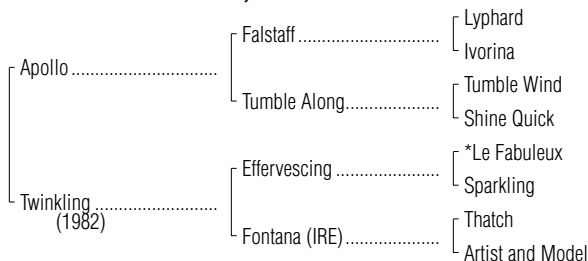 Lyphard
Falstaff
Ivorina
Apollo
Tumble Wind
Tumble Along
Shine Quick
*Le Fabuleux
Effervescing
Sparkling
Twinkling
(1982)
Thatch
Fontana (IRE)
Artist and Model